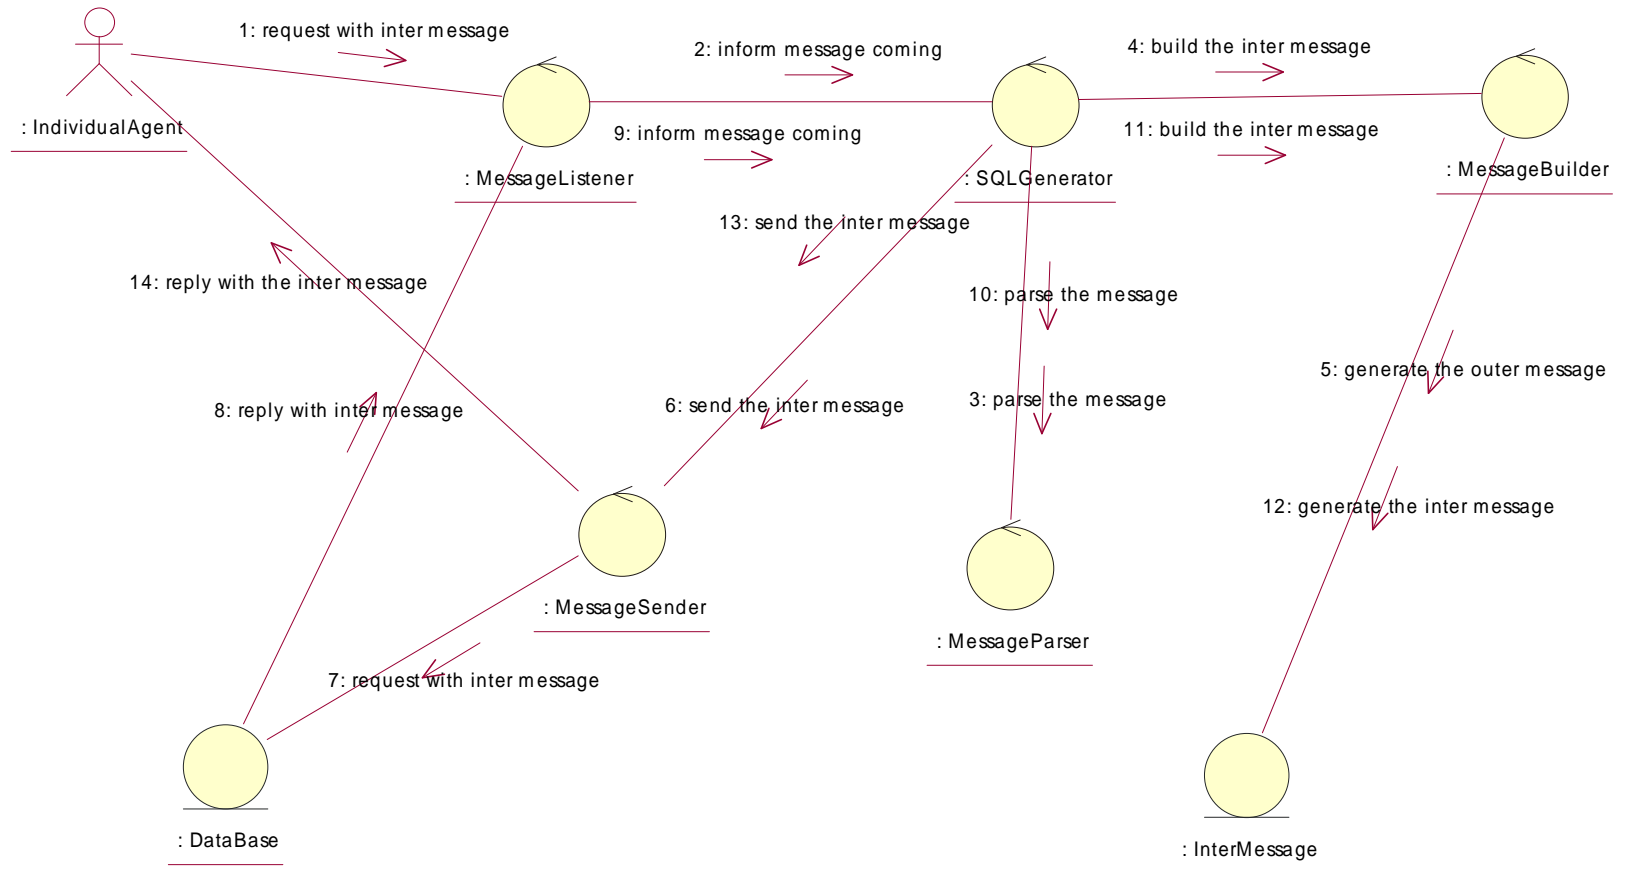 1: request with inter message
2: inform message coming
4: build the inter message
: IndividualAgent
9: inform message coming
11: build the inter message
: MessageListener
: SQLGenerator
: MessageBuilder
13: send the inter message
14: reply with the inter message
10: parse the message
5: generate the outer message
8: reply with inter message
6: send the inter message
3: parse the message
12: generate the inter message
: MessageSender
: MessageParser
7: request with inter message
: DataBase
: InterMessage